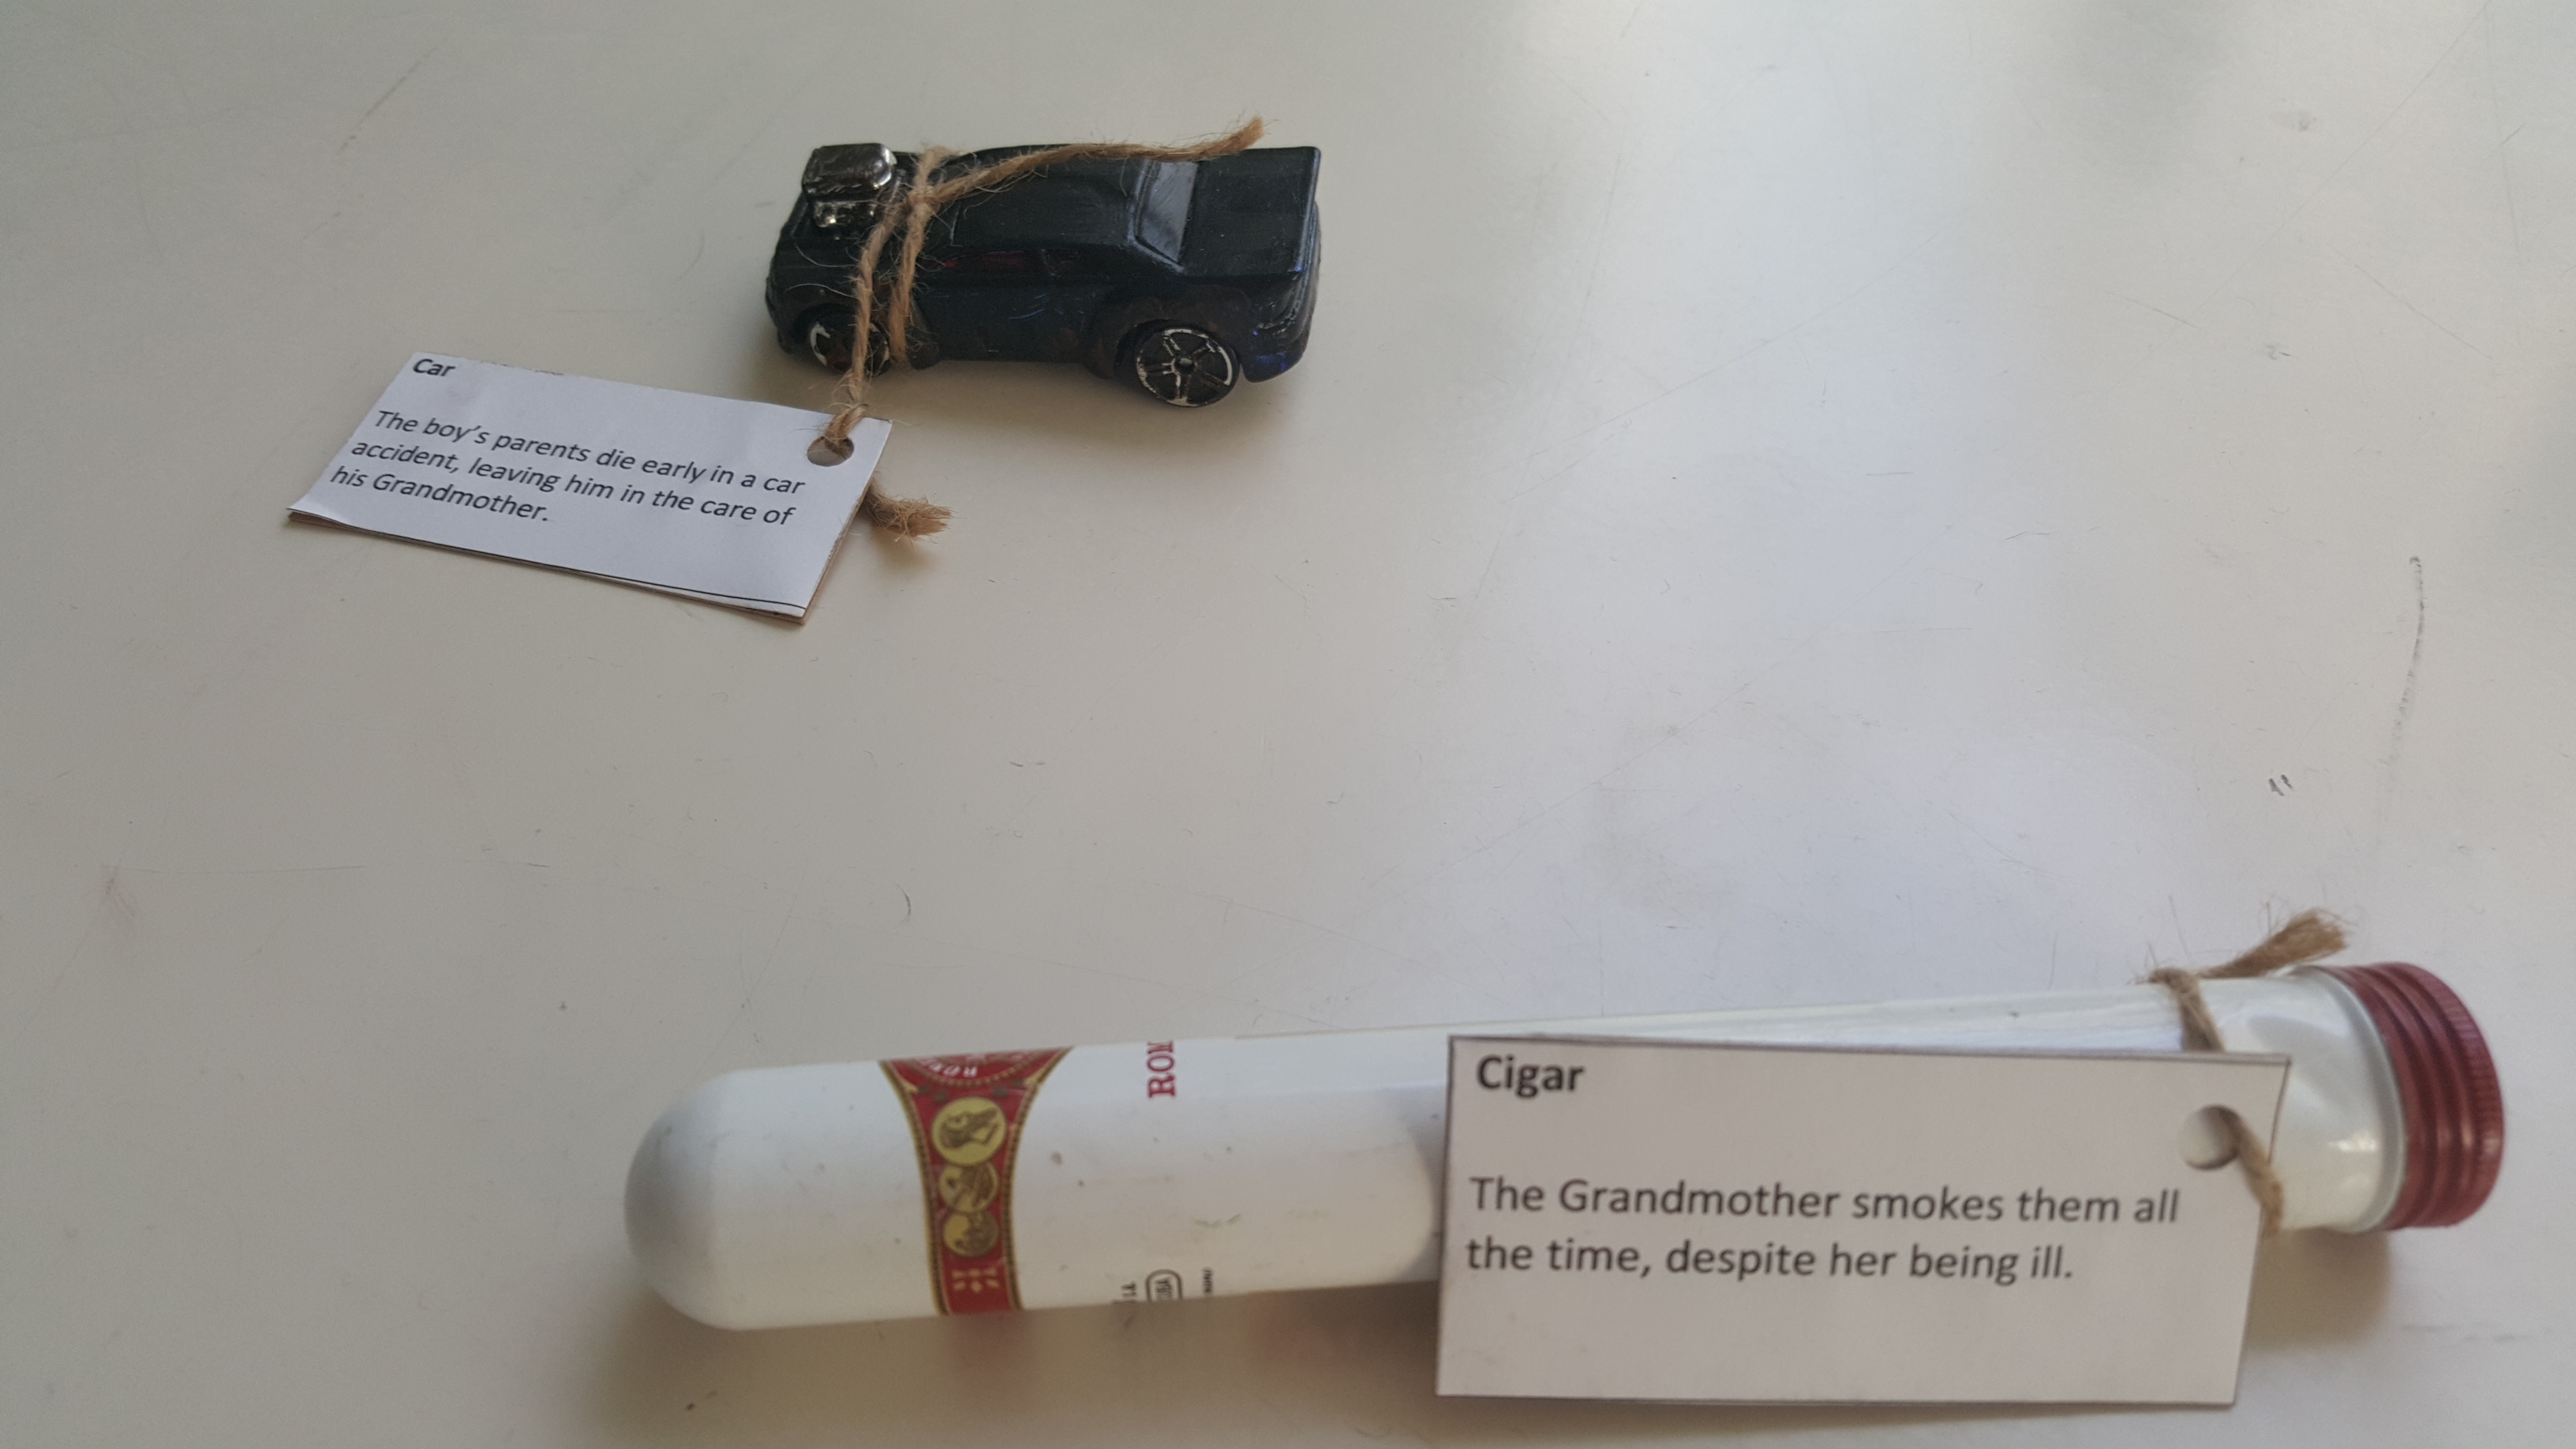 Car
The boy's parents die early in a car
accident, leaving him in the care of
his Grandmother.
ROM
Cigar
The Grandmother smokes them all
the time, despite her being ill.